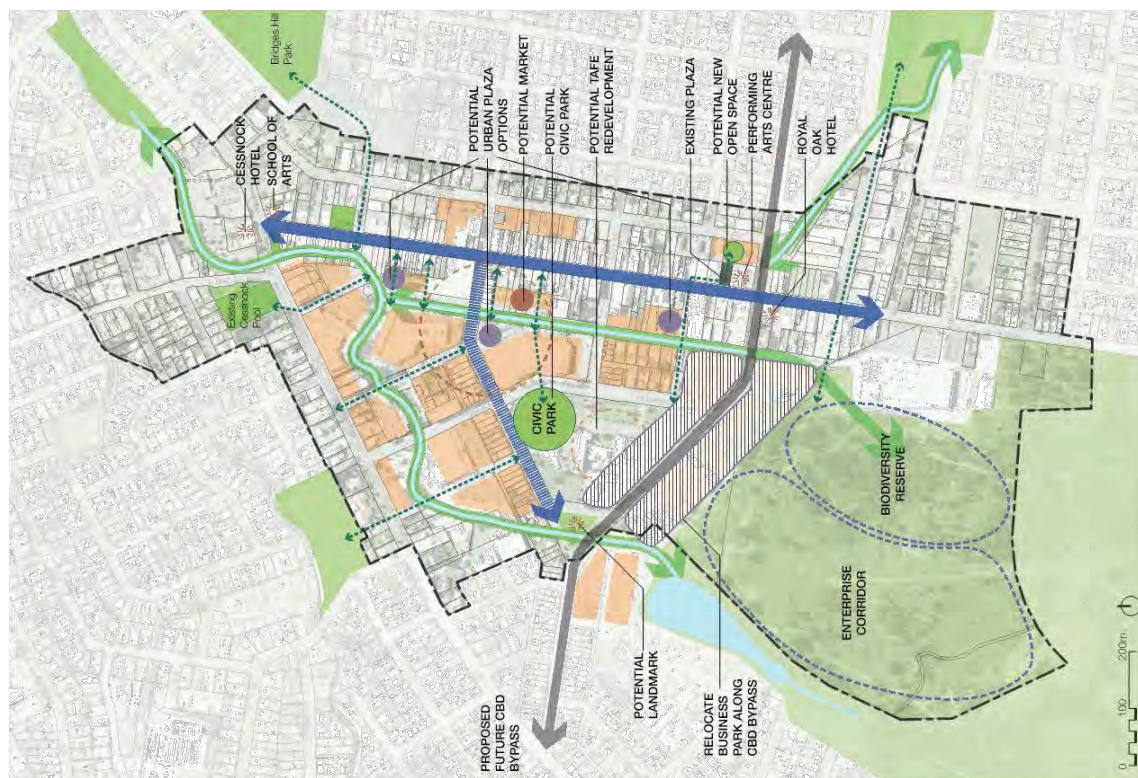 Bridges Hill
Park
CESSNOCK
HOTEL
SCHOOL OF
ARTS
POTENTIAL
URBAN PLAZA
OPTIONS
POTENTIAL MARKET
POTENTIAL
CIVIC PARK
POTENTIAL TAFE
REDEVELOPMENT
EXISTING PLAZA
POTENTIAL NEW
OPEN SPACE
PERFORMING
ARTS CENTRE
ROYAL
OAK
HOTEL
Existing
Cessnock
Pool
CIVIC
PARK
BIODIVERSITY
RESERVE
ENTERPRISE
CORRIDOR
PROPOSED
FUTURE CBD
BYPASS
POTENTIAL
LANDMARK
RELOCATE
BUSINESS
PARK ALONG
CBD BYPASS
0 100 200m